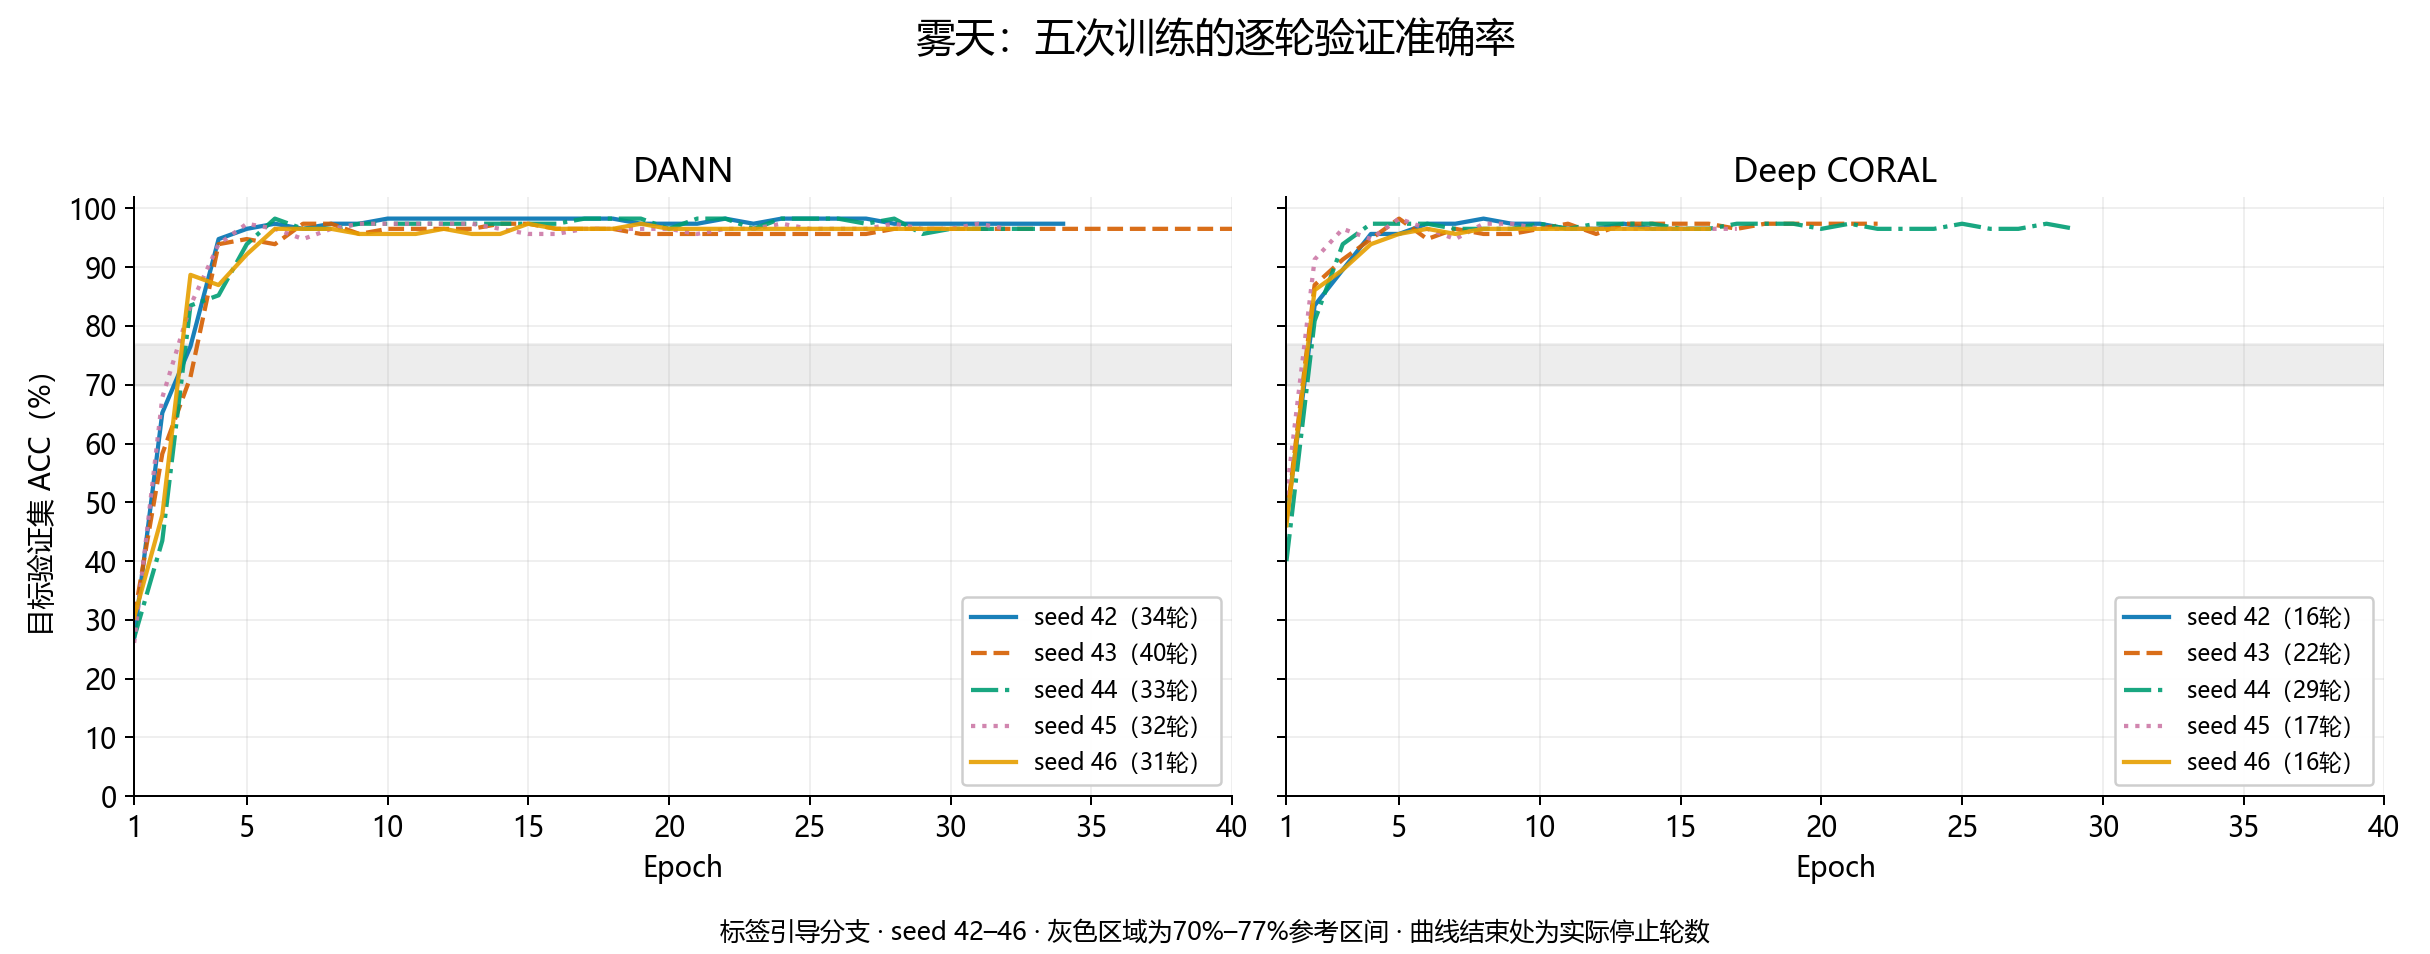 雾天：五次训练的逐轮验证准确率
DANN
目标验证集 ACC（%）
100
90
80
70
60
50
40
30
20
10
0
seed 42（34轮）
seed 43（40轮）
seed 44（33轮）
seed 45（32轮）
seed 46（31轮）
1 5 10 15 20 25 30 35 40
Epoch
Deep CORAL
seed 42（16轮）
seed 43（22轮）
seed 44（29轮）
seed 45（17轮）
seed 46（16轮）
1 5 10 15 20 25 30 35 40
Epoch
标签引导分支 · seed 42–46 · 灰色区域为70%–77%参考区间 · 曲线结束处为实际停止轮数